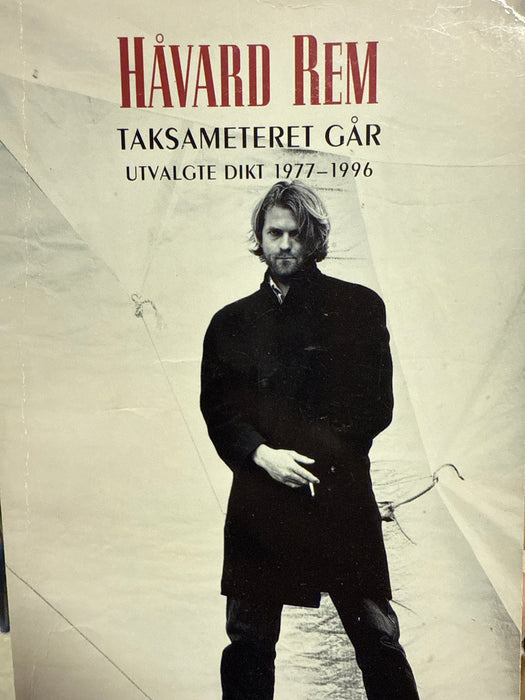 HÅVARD REM
TAKSAMETERET GÅR
UTVALGTE DIKT 1977–1996